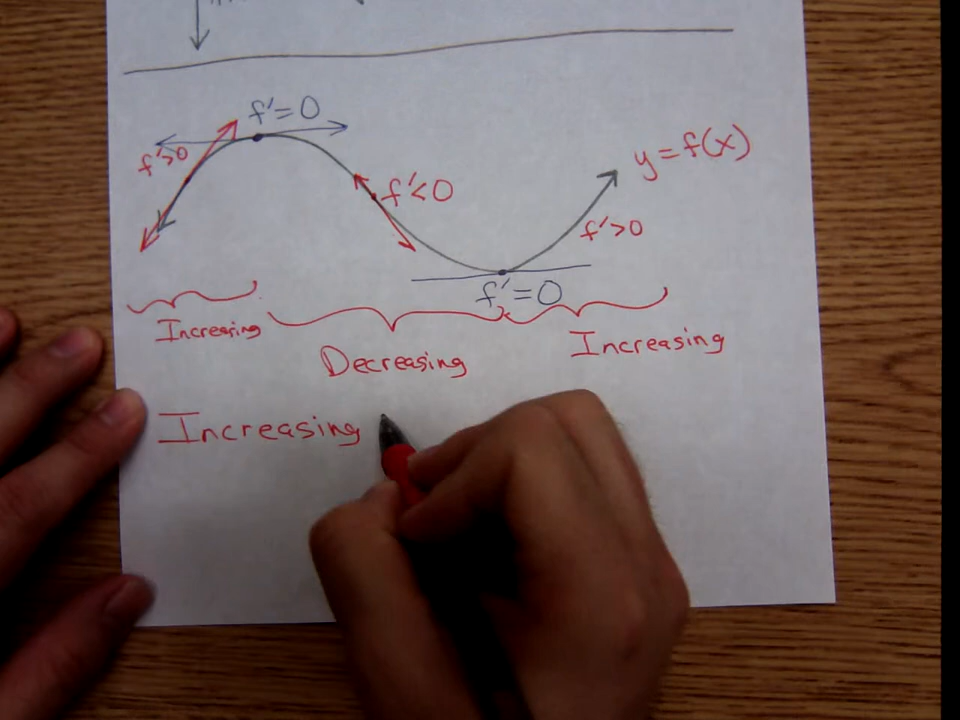 f'=0
f'>0
y=f(x)
f'<0
f'>0
f'=0
Increasing
Decreasing
Increasing
Increasing